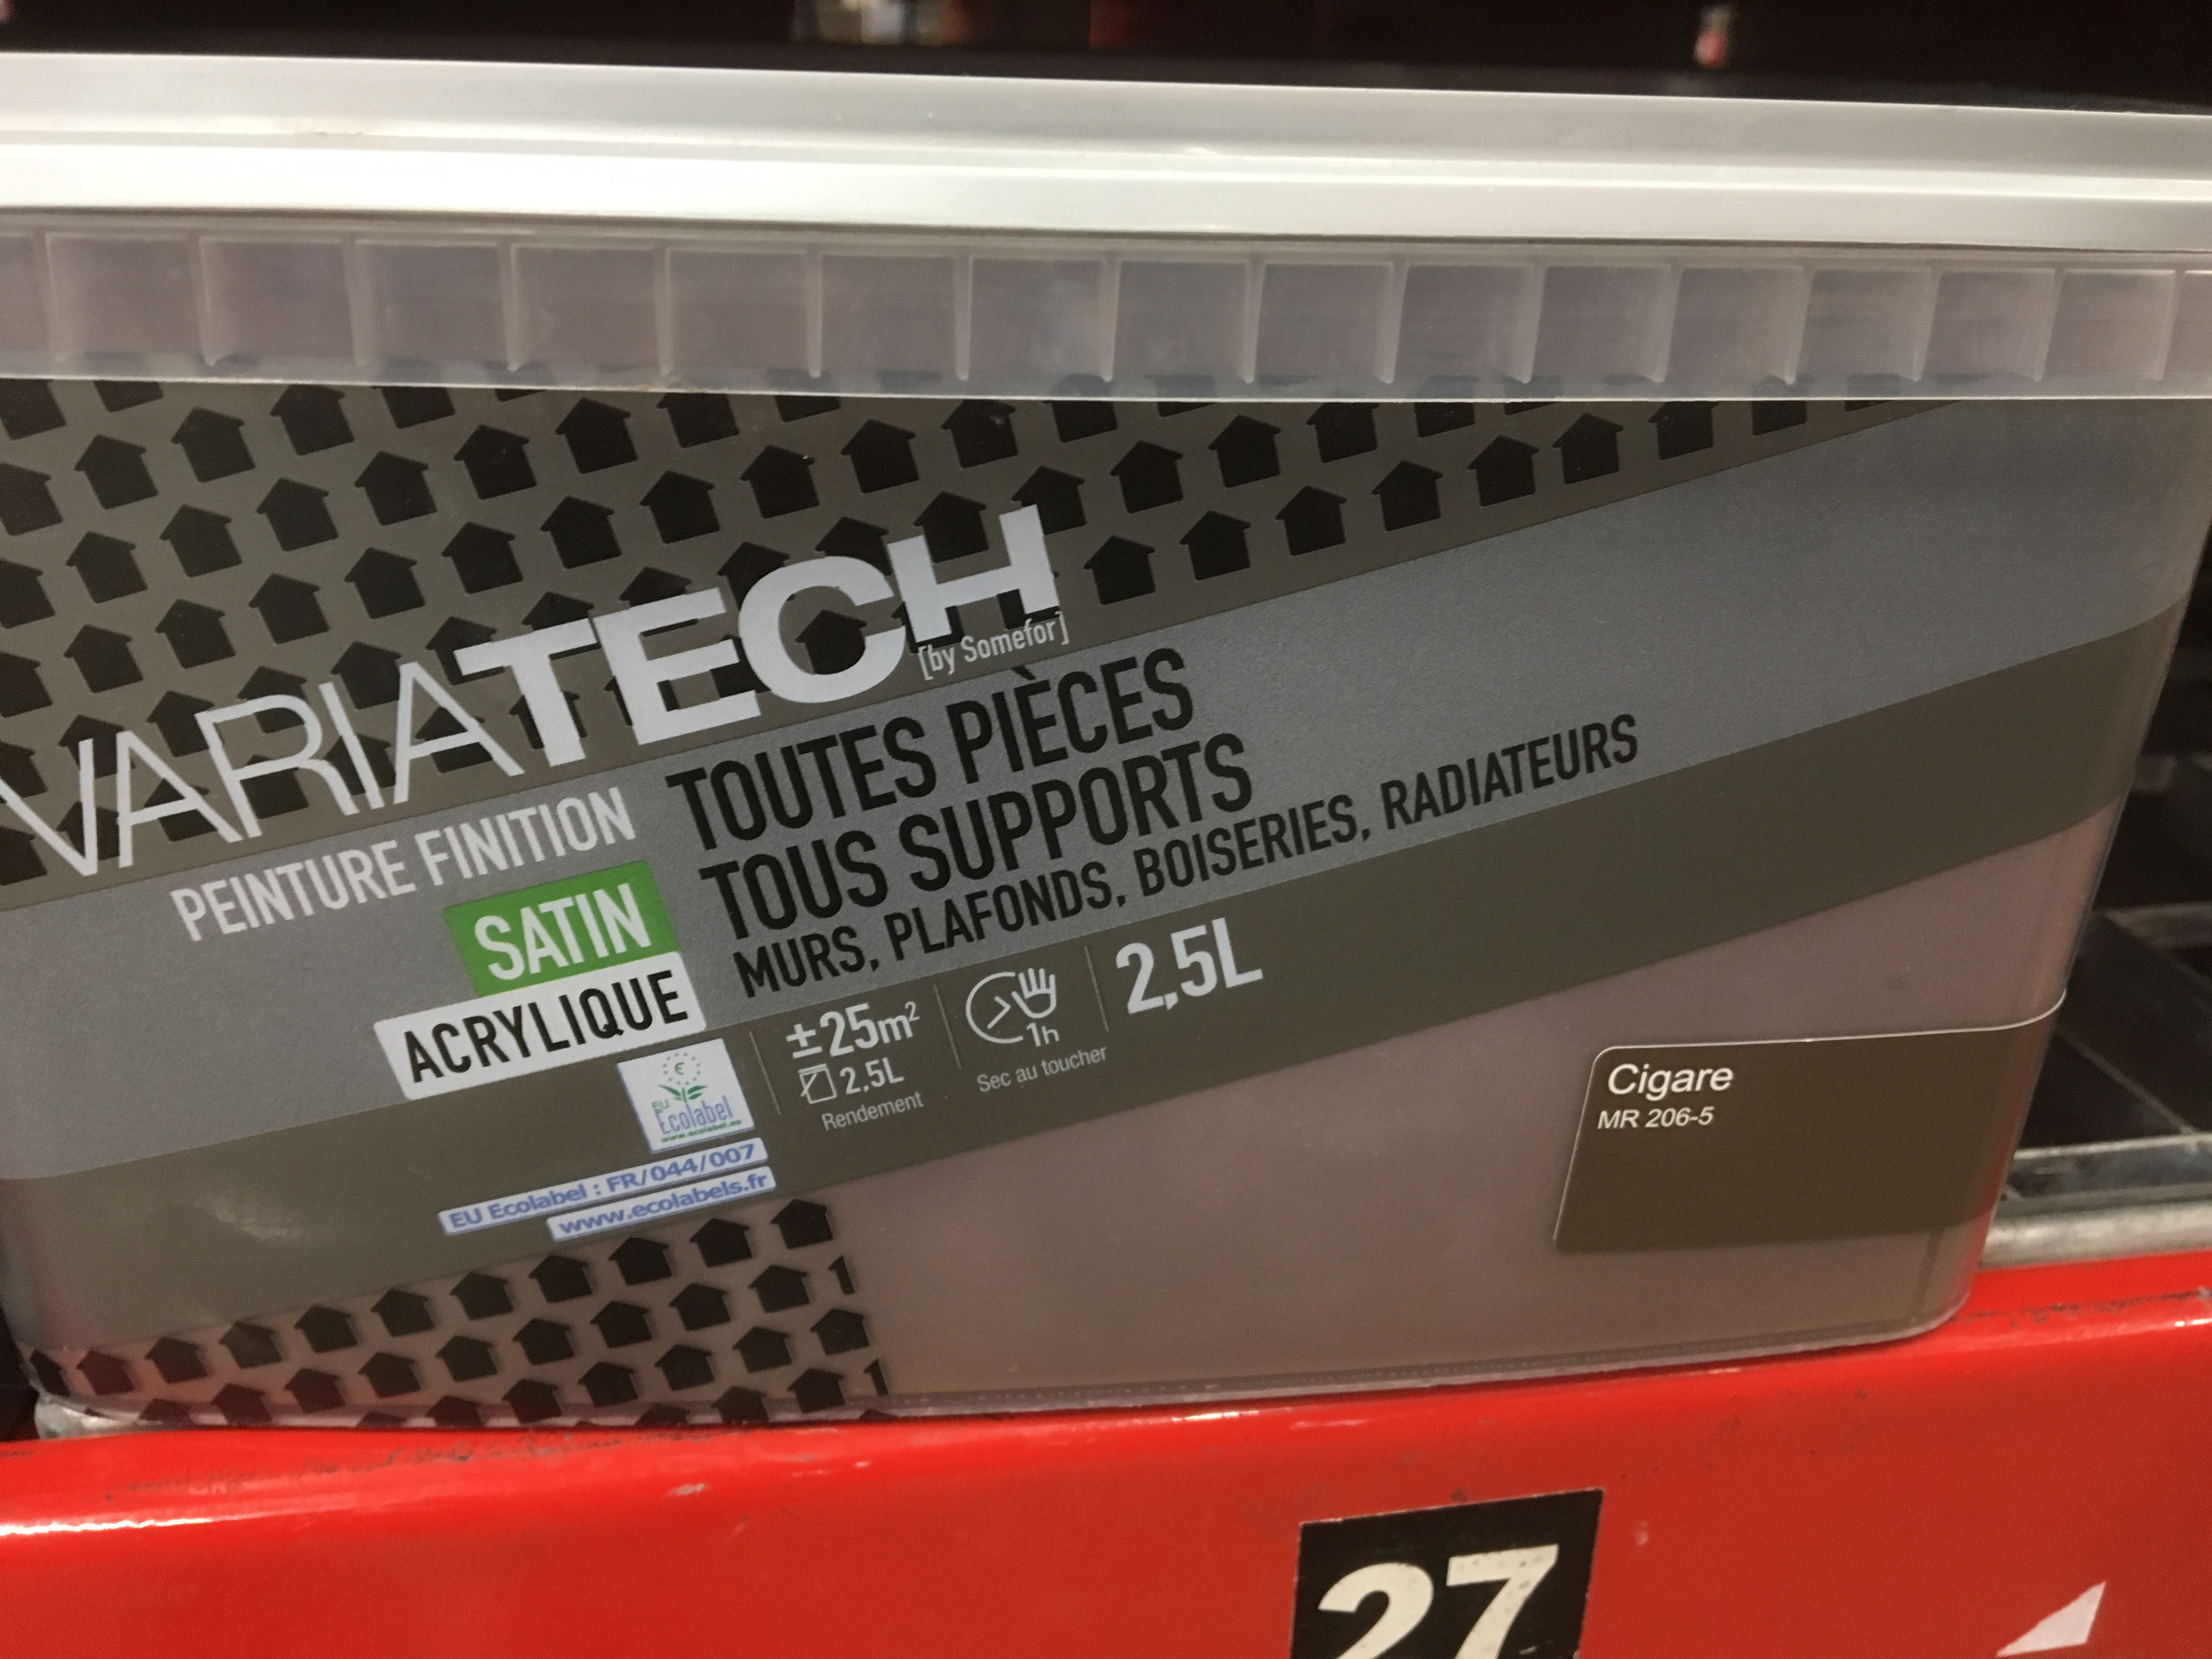 VARIATECH
[by Somefor]
PEINTURE FINITION
SATIN
ACRYLIQUE
TOUTES PIÈCES
TOUS SUPPORTS
MURS, PLAFONDS, BOISERIES, RADIATEURS
±25m²
2,5L
Rendement
1h
Sec au toucher
2,5L
EU
Ecolabel
www.ecolabel.eu
EU Ecolabel : FR/044/007
www.ecolabels.fr
Cigare
MR 206-5
27